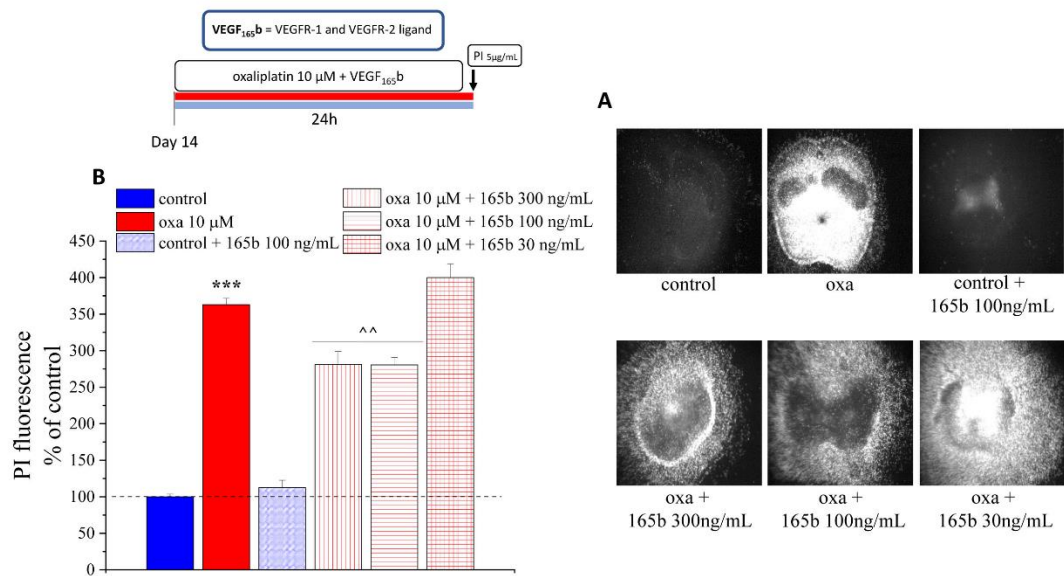 VEGF₁₆₅b = VEGFR-1 and VEGFR-2 ligand
PI 5µg/mL
oxaliplatin 10 µM + VEGF₁₆₅b
24h
Day 14
A
control
oxa
control +
165b 100ng/mL
oxa +
165b 300ng/mL
oxa +
165b 100ng/mL
oxa +
165b 30ng/mL
B
control
oxa 10 µM
control + 165b 100 ng/mL
oxa 10 µM + 165b 300 ng/mL
oxa 10 µM + 165b 100 ng/mL
oxa 10 µM + 165b 30 ng/mL
PI fluorescence
% of control
450
400
350
300
250
200
150
100
50
0
***
^^